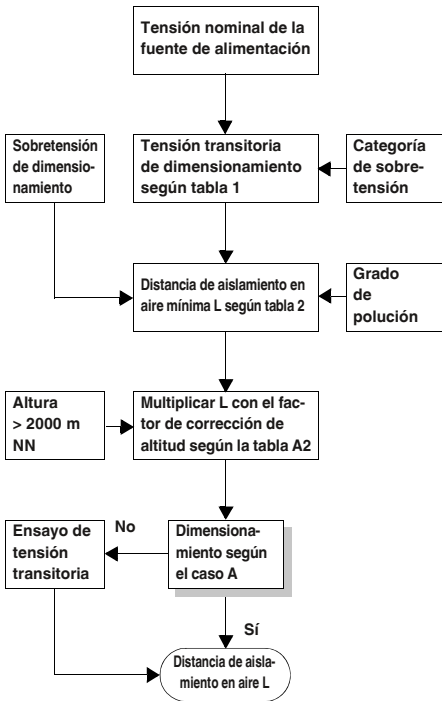 Tensión nominal de la
fuente de alimentación
Sobretensión
de dimensio-
namiento
Tensión transitoria
de dimensionamiento
según tabla 1
Categoría
de sobre-
tensión
Distancia de aislamiento en
aire mínima L según tabla 2
Grado
de
polución
Altura
> 2000 m
NN
Multiplicar L con el fac-
tor de corrección de
altitud según la tabla A2
Ensayo de
tensión
transitoria
No
Dimensiona-
miento según
el caso A
Sí
Distancia de aisla-
miento en aire L